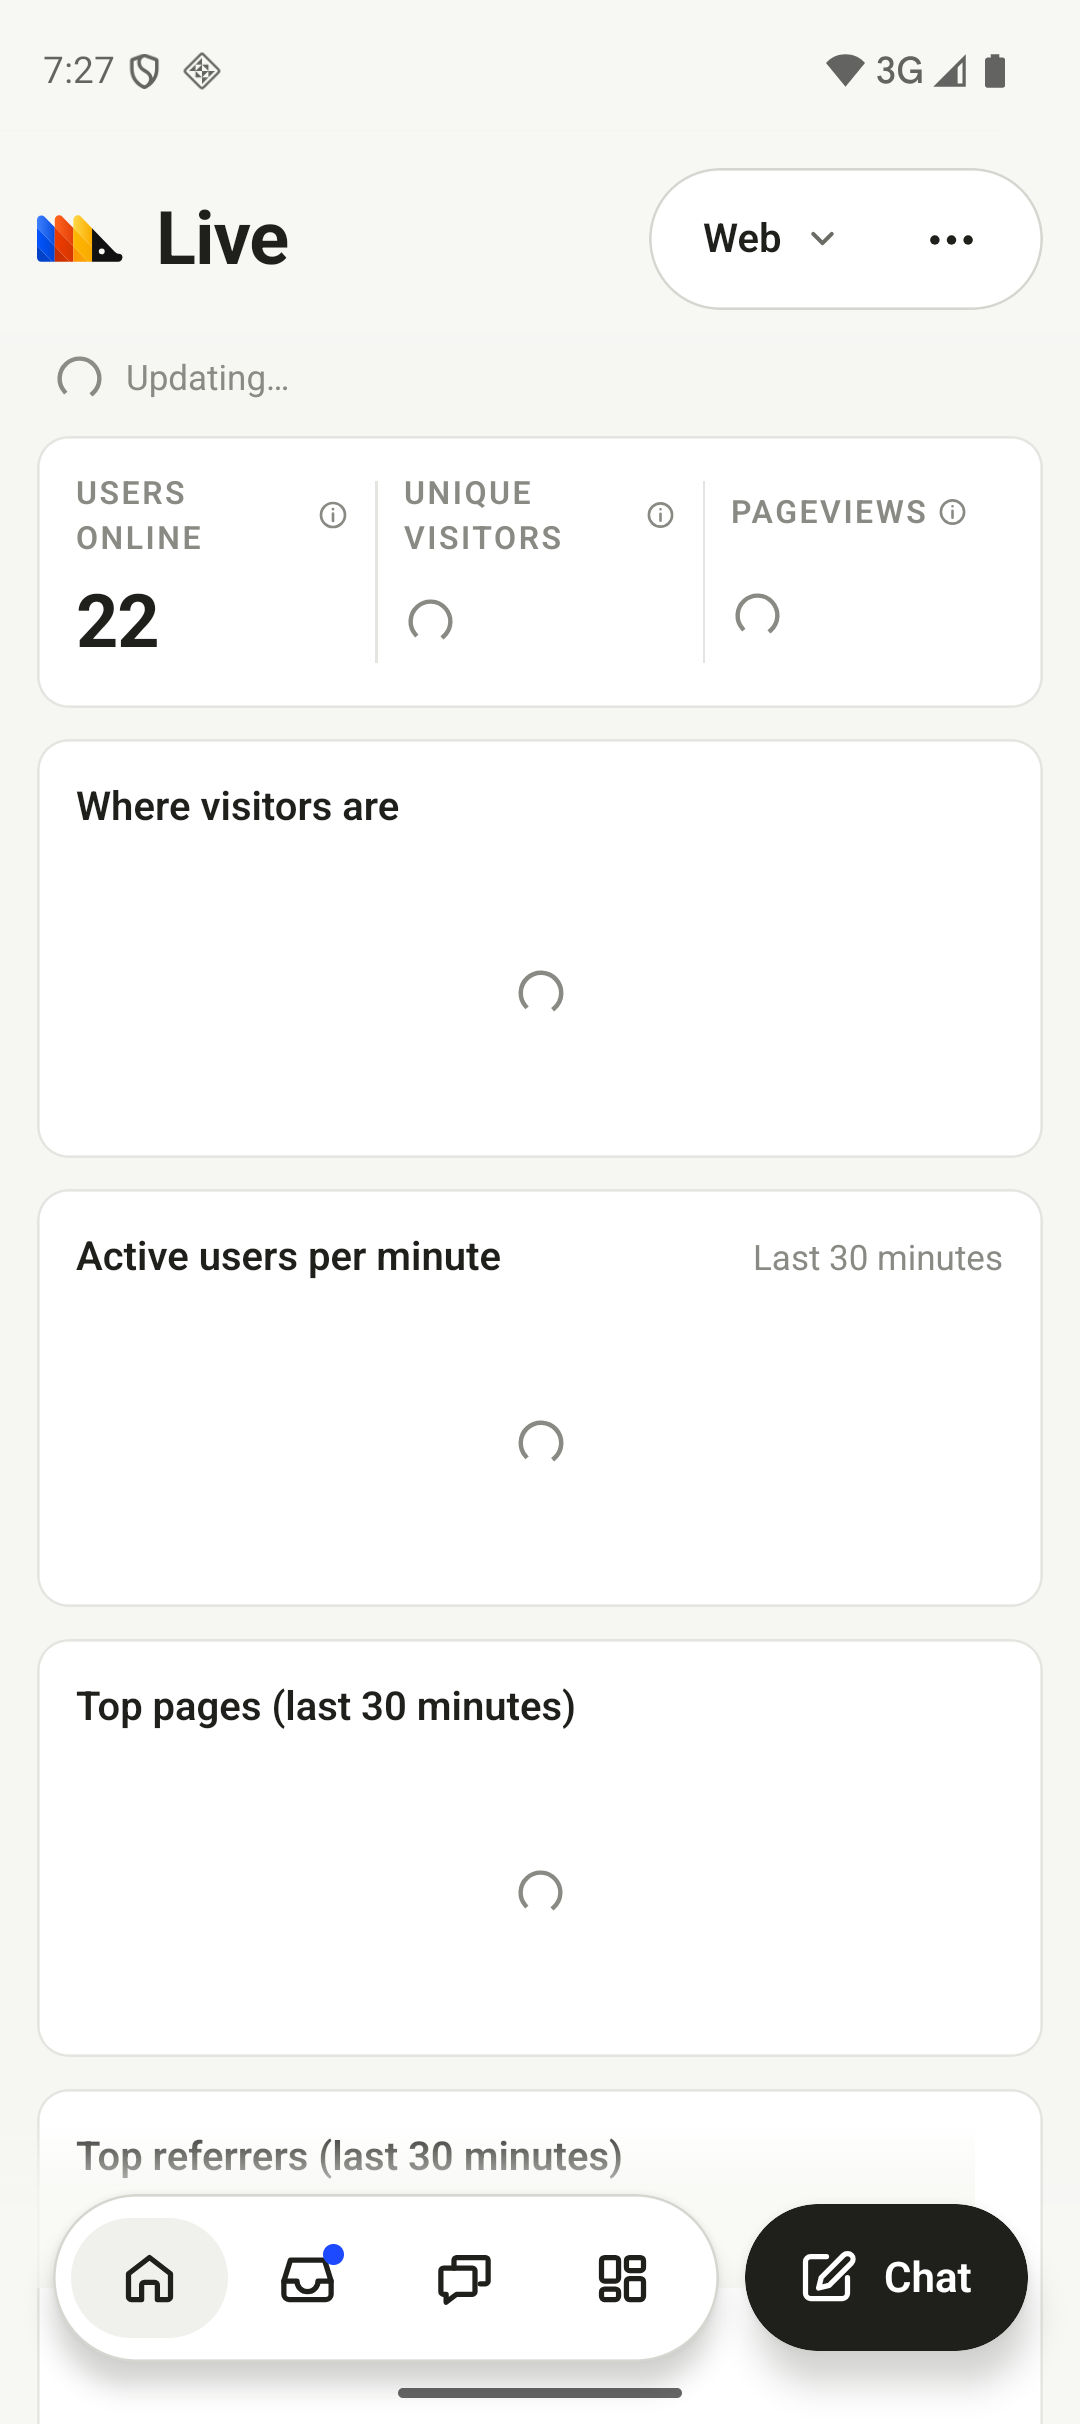 7:27
3G
Live
Web
Updating...
USERS
ONLINE
UNIQUE
VISITORS
PAGEVIEWS
22
Where visitors are
Active users per minute
Last 30 minutes
Top pages (last 30 minutes)
Top referrers (last 30 minutes)
Chat